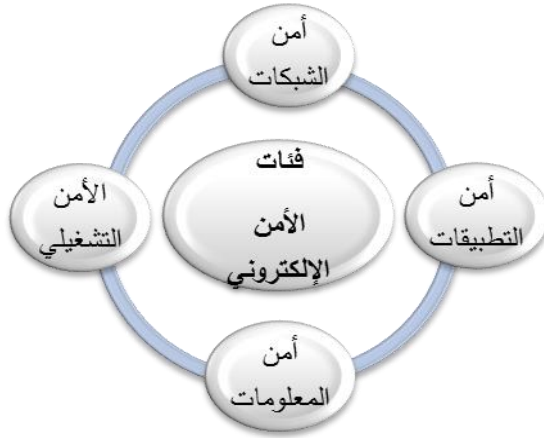 أمن
الشبكات
فئات
الأمن
الإلكتروني
أمن
التطبيقات
الأمن
التشغيلي
أمن
المعلومات